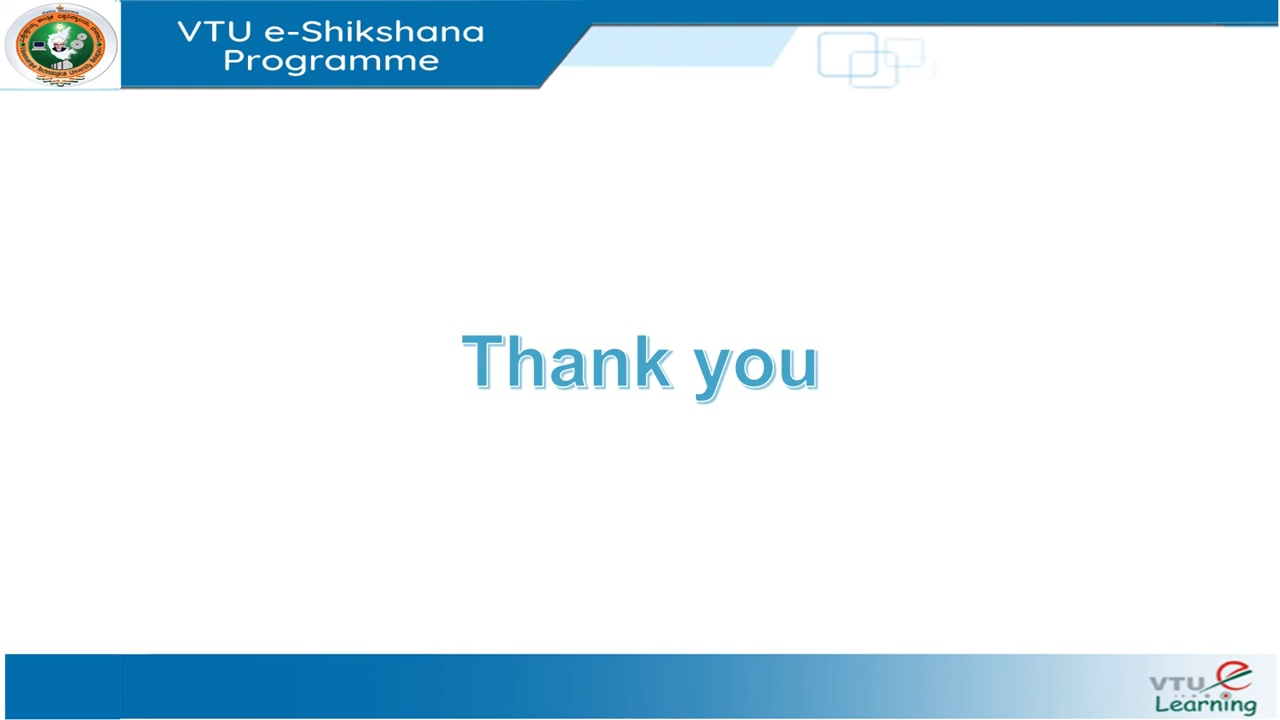 VTU e-Shikshana
Programme
Thank you
VTU e
Learning